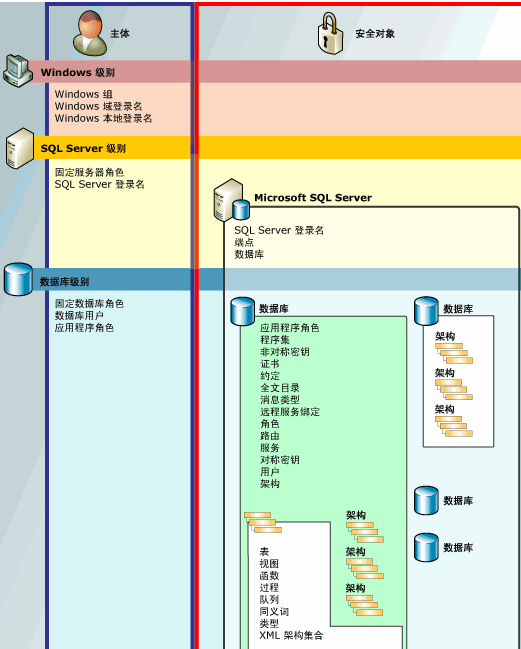 主体
安全对象
Windows 级别
Windows 组
Windows 域登录名
Windows 本地登录名
SQL Server 级别
固定服务器角色
SQL Server 登录名
Microsoft SQL Server
SQL Server 登录名
端点
数据库
数据库级别
固定数据库角色
数据库用户
应用程序角色
数据库
应用程序角色
程序集
非对称密钥
证书
约定
全文目录
消息类型
远程服务绑定
角色
路由
服务
对称密钥
用户
架构
数据库
架构
架构
架构
数据库
数据库
架构
架构
架构
表
视图
函数
过程
队列
同义词
类型
XML 架构集合